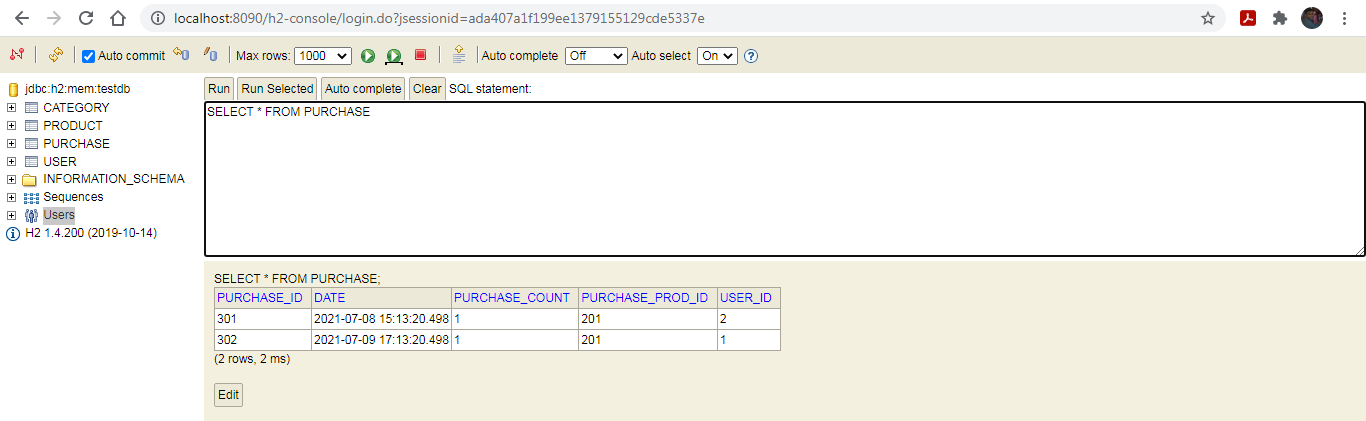 localhost:8090/h2-console/login.do?jsessionid=ada407a1f199ee1379155129cde5337e
Auto commit Max rows: 1000 Auto complete Off Auto select On ?
jdbc:h2:mem:testdb
CATEGORY
PRODUCT
PURCHASE
USER
INFORMATION_SCHEMA
Sequences
Users
H2 1.4.200 (2019-10-14)
Run Run Selected Auto complete Clear SQL statement:
SELECT * FROM PURCHASE
SELECT * FROM PURCHASE;
PURCHASE_ID DATE PURCHASE_COUNT PURCHASE_PROD_ID USER_ID
301 2021-07-08 15:13:20.498 1 201 2
302 2021-07-09 17:13:20.498 1 201 1
(2 rows, 2 ms)
Edit